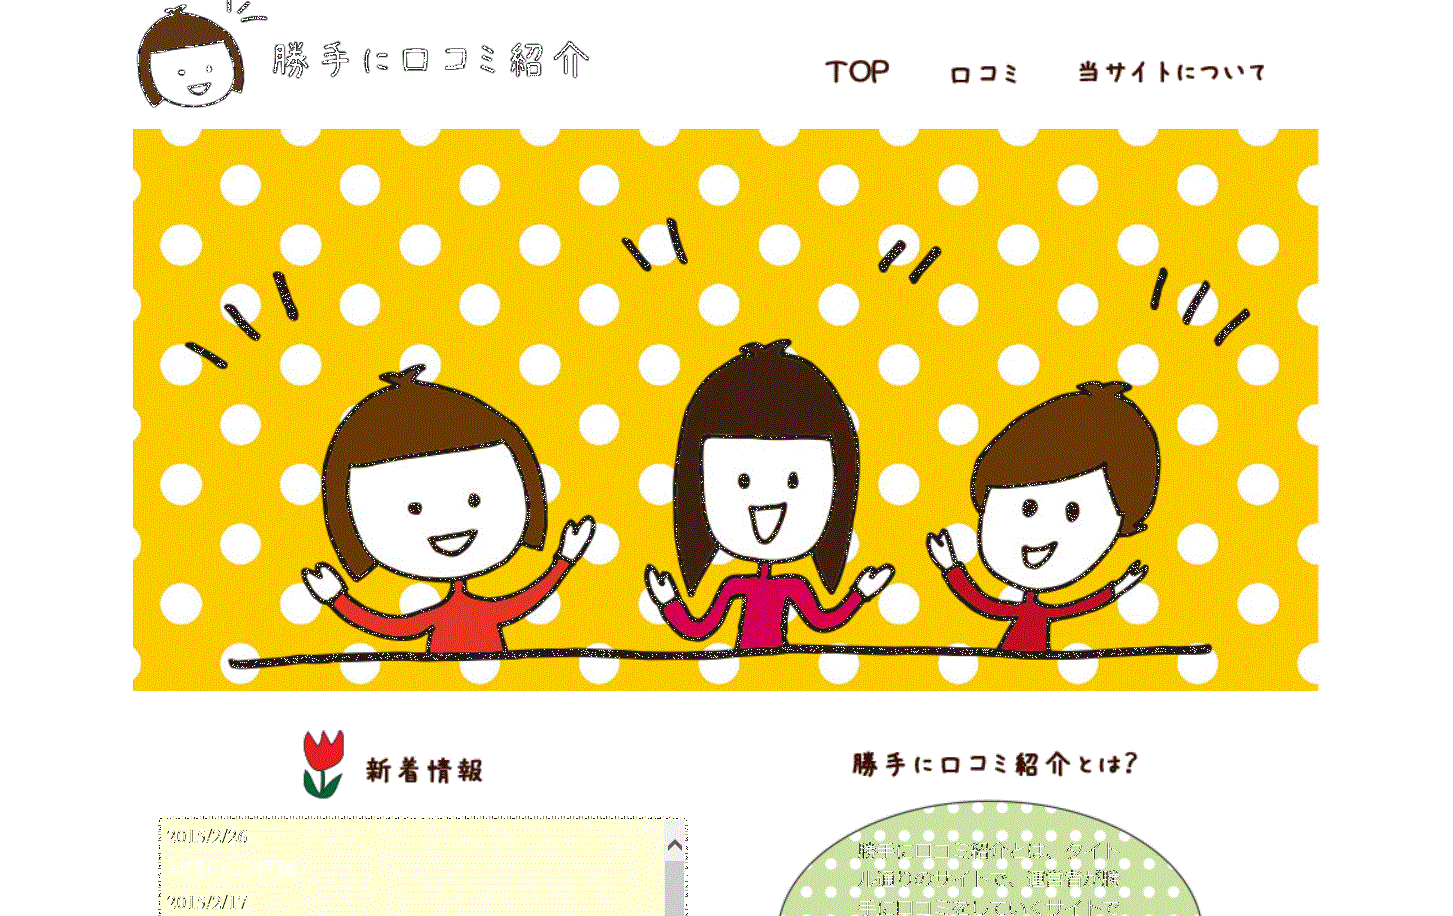 勝手に口コミ紹介
TOP
口コミ
当サイトについて
新着情報
2015/2/26
2015/2/17
勝手に口コミ紹介とは?
勝手に口コミ紹介とは、タイト
ル通りのサイトで、運営者が勝
手に口コミをしていくサイトで